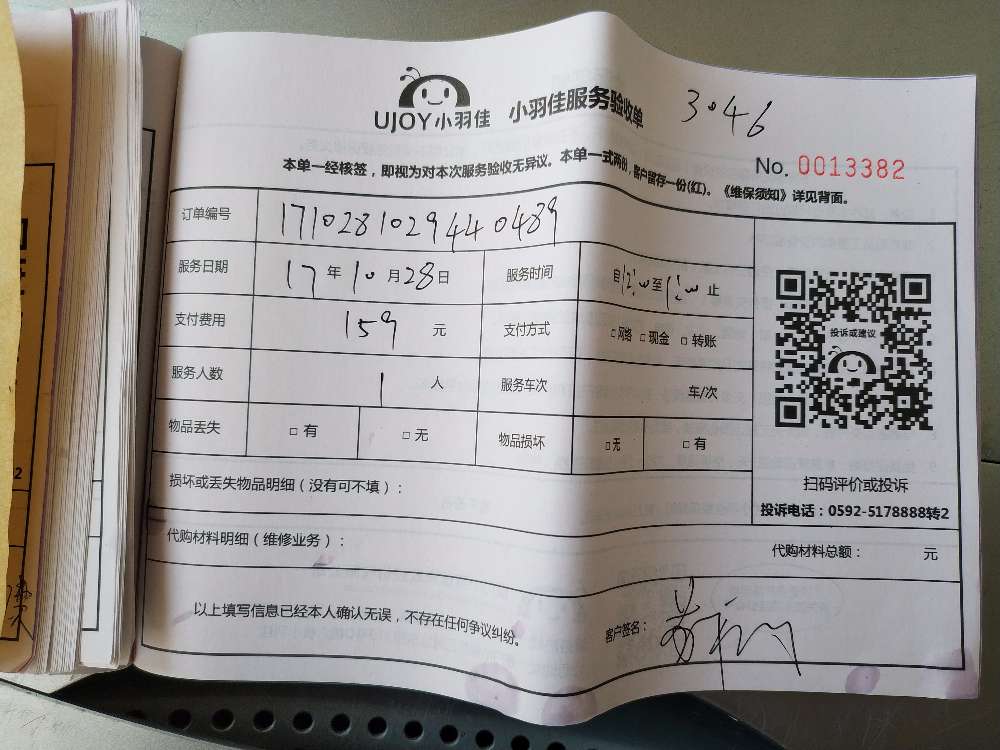 UJOY小羽佳 小羽佳服务验收单 3046
No. 0013382
本单一经核签，即视为对本次服务验收无异议。本单一式两份，客户留存一份(红)。《维保须知》详见背面。
订单编号 171028102944 0489
服务日期 17年10月28日 服务时间 自 至 止
支付费用 159 元 支付方式 □网络 □现金 □转账
服务人数 1 人 服务车次 车/次
物品丢失 □有 □无 物品损坏 □无 □有
投诉或建议
扫码评价或投诉
投诉电话：0592-5178888转2
损坏或丢失物品明细（没有可不填）：
代购材料明细（维修业务）： 代购材料总额： 元
以上填写信息已经本人确认无误，不存在任何争议纠纷。 客户签名：